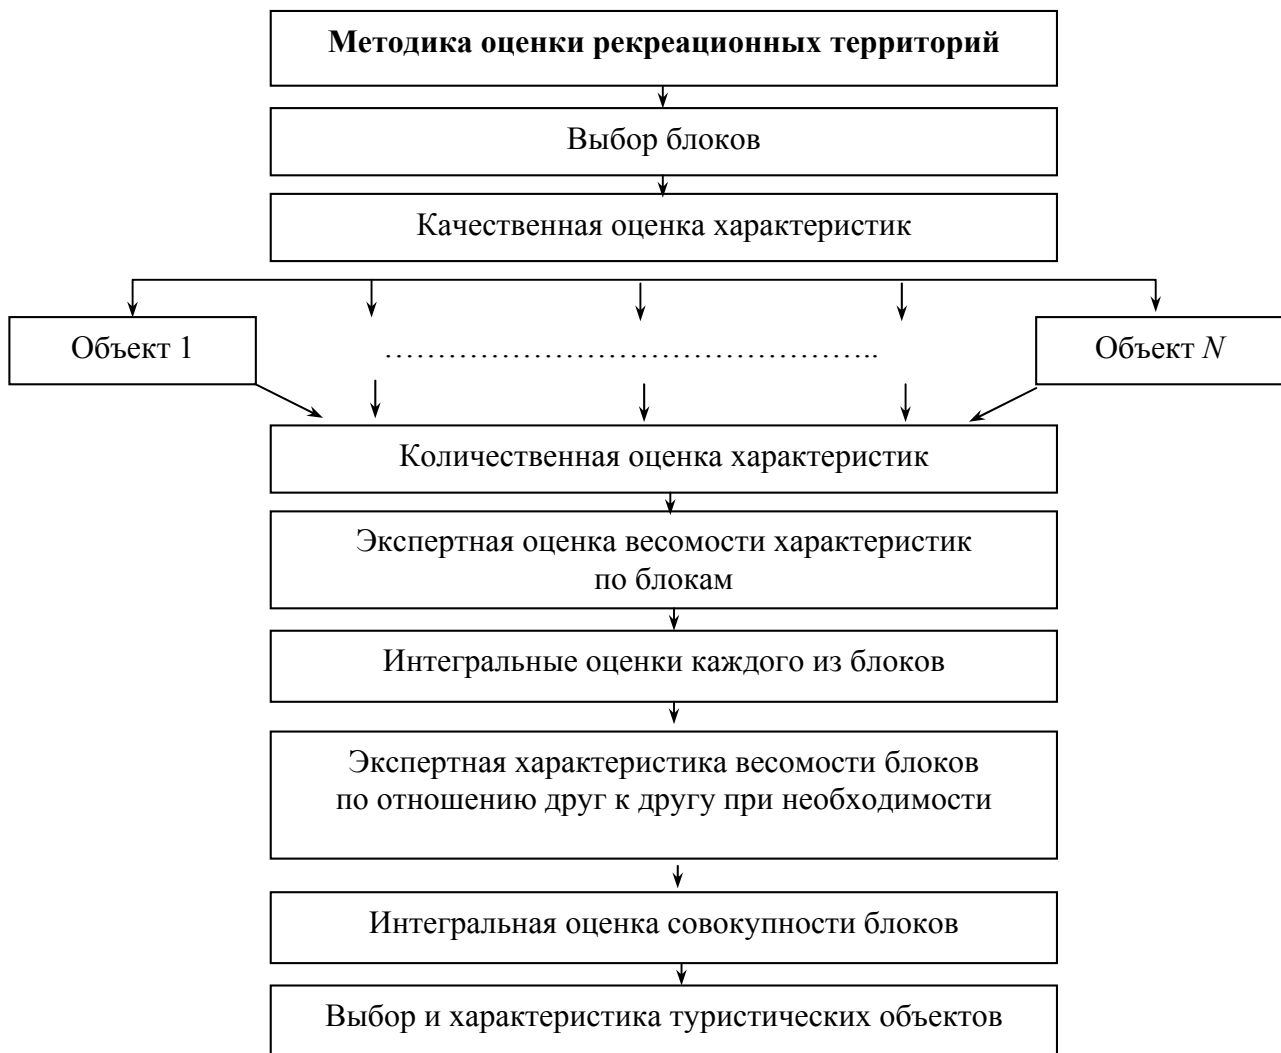 Методика оценки рекреационных территорий
Выбор блоков
Качественная оценка характеристик
Объект 1
…………………………………………..
Объект N
Количественная оценка характеристик
Экспертная оценка весомости характеристик
по блокам
Интегральные оценки каждого из блоков
Экспертная характеристика весомости блоков
по отношению друг к другу при необходимости
Интегральная оценка совокупности блоков
Выбор и характеристика туристических объектов